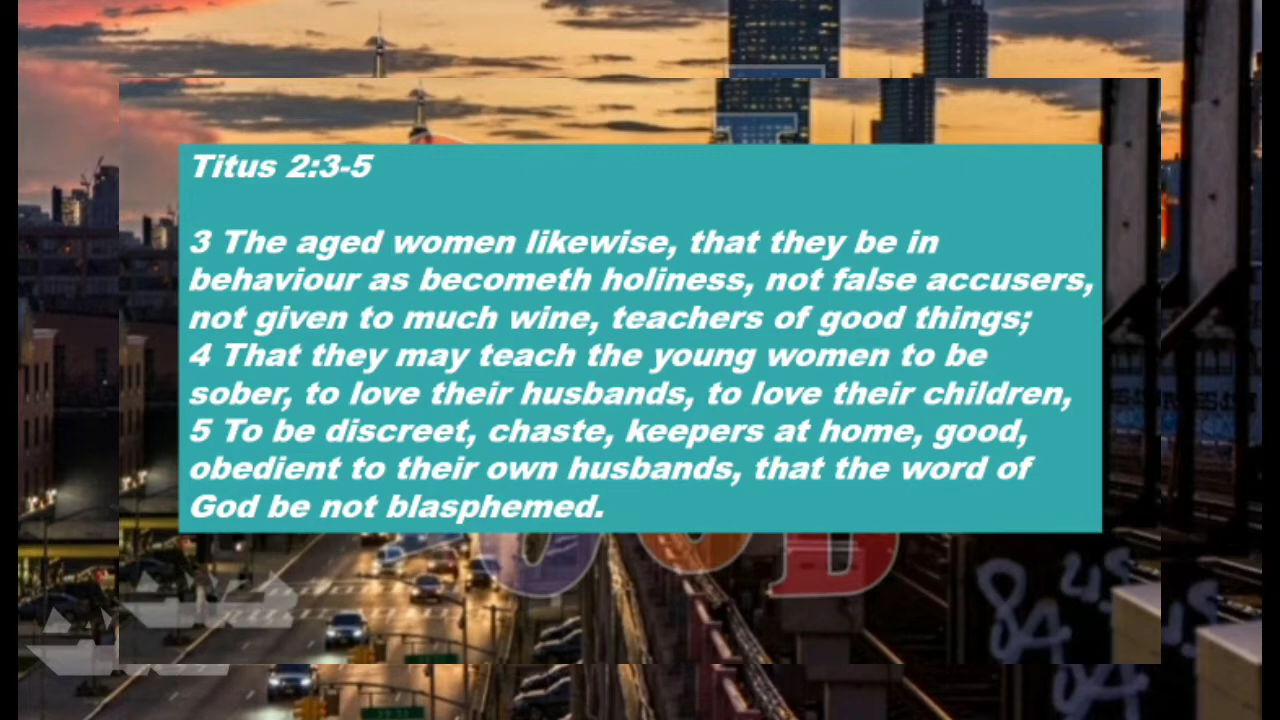 Titus 2:3-5
3 The aged women likewise, that they be in
behaviour as becometh holiness, not false accusers,
not given to much wine, teachers of good things;
4 That they may teach the young women to be
sober, to love their husbands, to love their children,
5 To be discreet, chaste, keepers at home, good,
obedient to their own husbands, that the word of
God be not blasphemed.